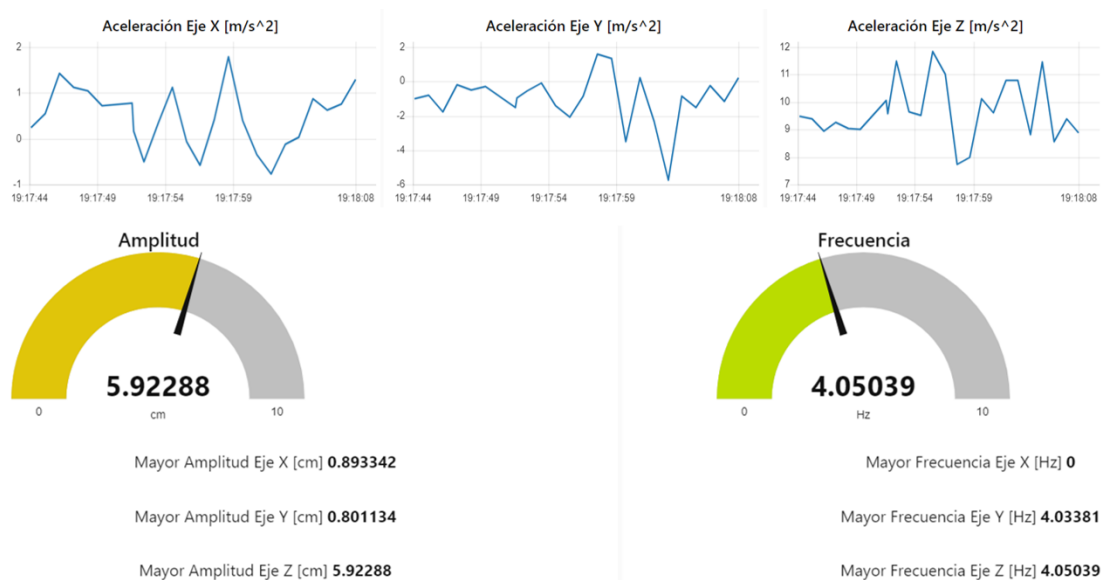 Aceleración Eje X [m/s^2]
2
1
0
-1
19:17:44 19:17:49 19:17:54 19:17:59 19:18:08
Aceleración Eje Y [m/s^2]
2
0
-2
-4
-6
19:17:44 19:17:49 19:17:54 19:17:59 19:18:08
Aceleración Eje Z [m/s^2]
12
11
10
9
8
7
19:17:44 19:17:49 19:17:54 19:17:59 19:18:08
Amplitud
5.92288
0 cm 10
Mayor Amplitud Eje X [cm] 0.893342
Mayor Amplitud Eje Y [cm] 0.801134
Mayor Amplitud Eje Z [cm] 5.92288
Frecuencia
4.05039
0 Hz 10
Mayor Frecuencia Eje X [Hz] 0
Mayor Frecuencia Eje Y [Hz] 4.03381
Mayor Frecuencia Eje Z [Hz] 4.05039